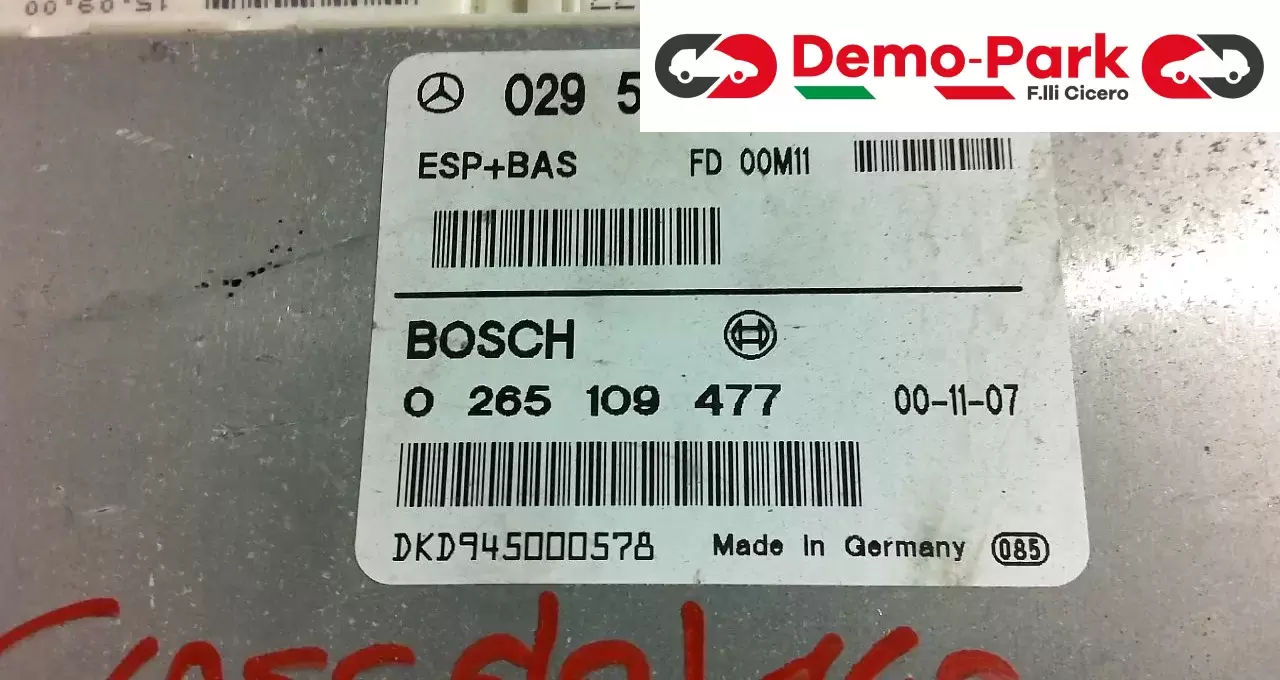 15.09.00
Demo-Park
F.lli Cicero
029 5
ESP+BAS FD 00M11
BOSCH
0 265 109 477 00-11-07
DKD945000578 Made In Germany 085